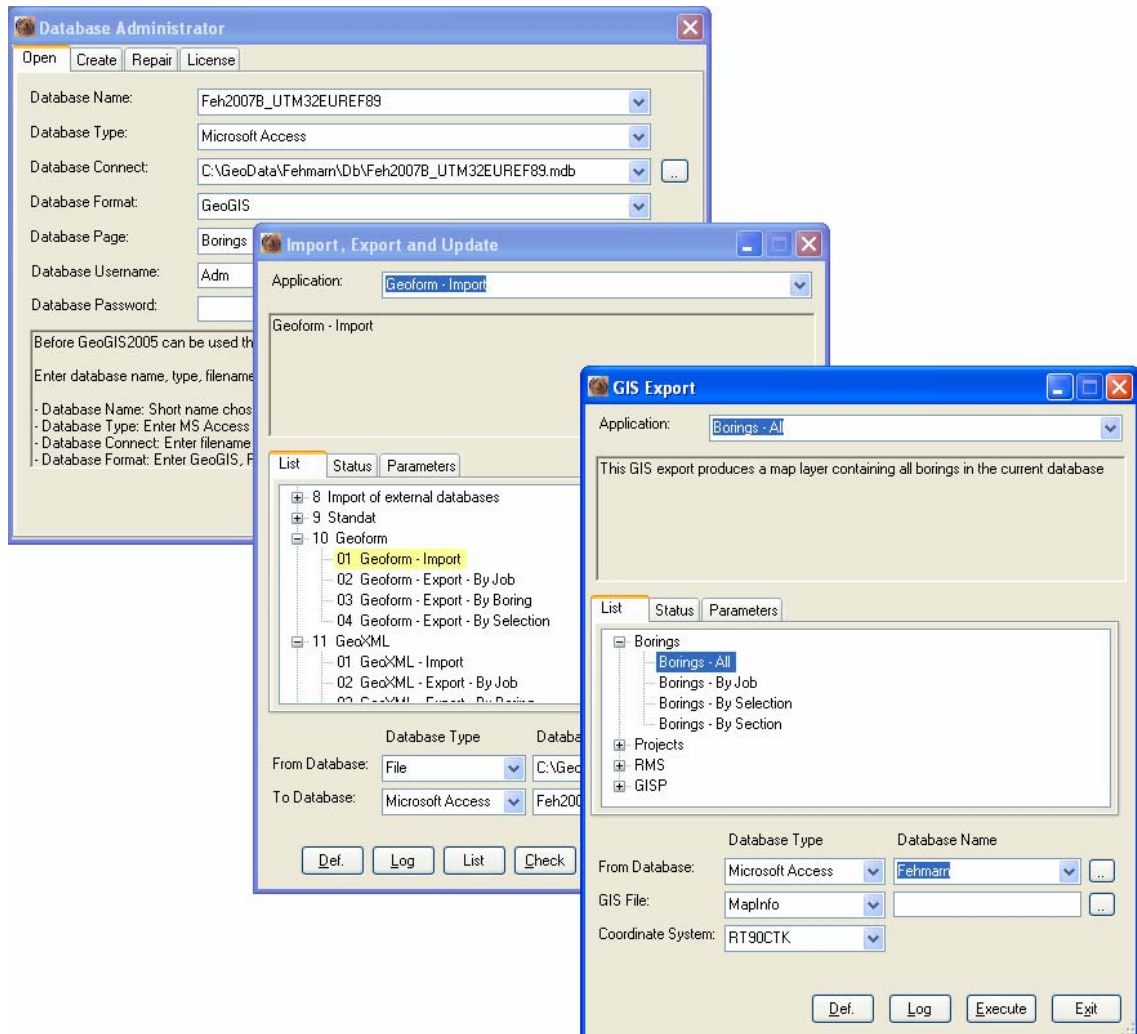 Database Administrator
Open Create Repair License
Database Name: Feh2007B_UTM32EUREF89
Database Type: Microsoft Access
Database Connect: C:\GeoData\Fehmarn\Db\Feh2007B_UTM32EUREF89.mdb ..
Database Format: GeoGIS
Database Page: Borings
Database Username: Adm
Database Password:
Before GeoGIS2005 can be used th
Enter database name, type, filename
- Database Name: Short name chos
- Database Type: Enter MS Access
- Database Connect: Enter filename
- Database Format: Enter GeoGIS, F
Import, Export and Update
Application: Geoform - Import
Geoform - Import
List Status Parameters
8 Import of external databases
9 Standat
10 Geoform
01 Geoform - Import
02 Geoform - Export - By Job
03 Geoform - Export - By Boring
04 Geoform - Export - By Selection
11 GeoXML
01 GeoXML - Import
02 GeoXML - Export - By Job
03 GeoXML - Export - By Boring
Database Type Databa
From Database: File C:\Geo
To Database: Microsoft Access Feh200
Def. Log List Check
GIS Export
Application: Borings - All
This GIS export produces a map layer containing all borings in the current database
List Status Parameters
Borings
Borings - All
Borings - By Job
Borings - By Selection
Borings - By Section
Projects
RMS
GISP
Database Type Database Name
From Database: Microsoft Access Fehmarn ..
GIS File: MapInfo ..
Coordinate System: RT90CTK
Def. Log Execute Exit